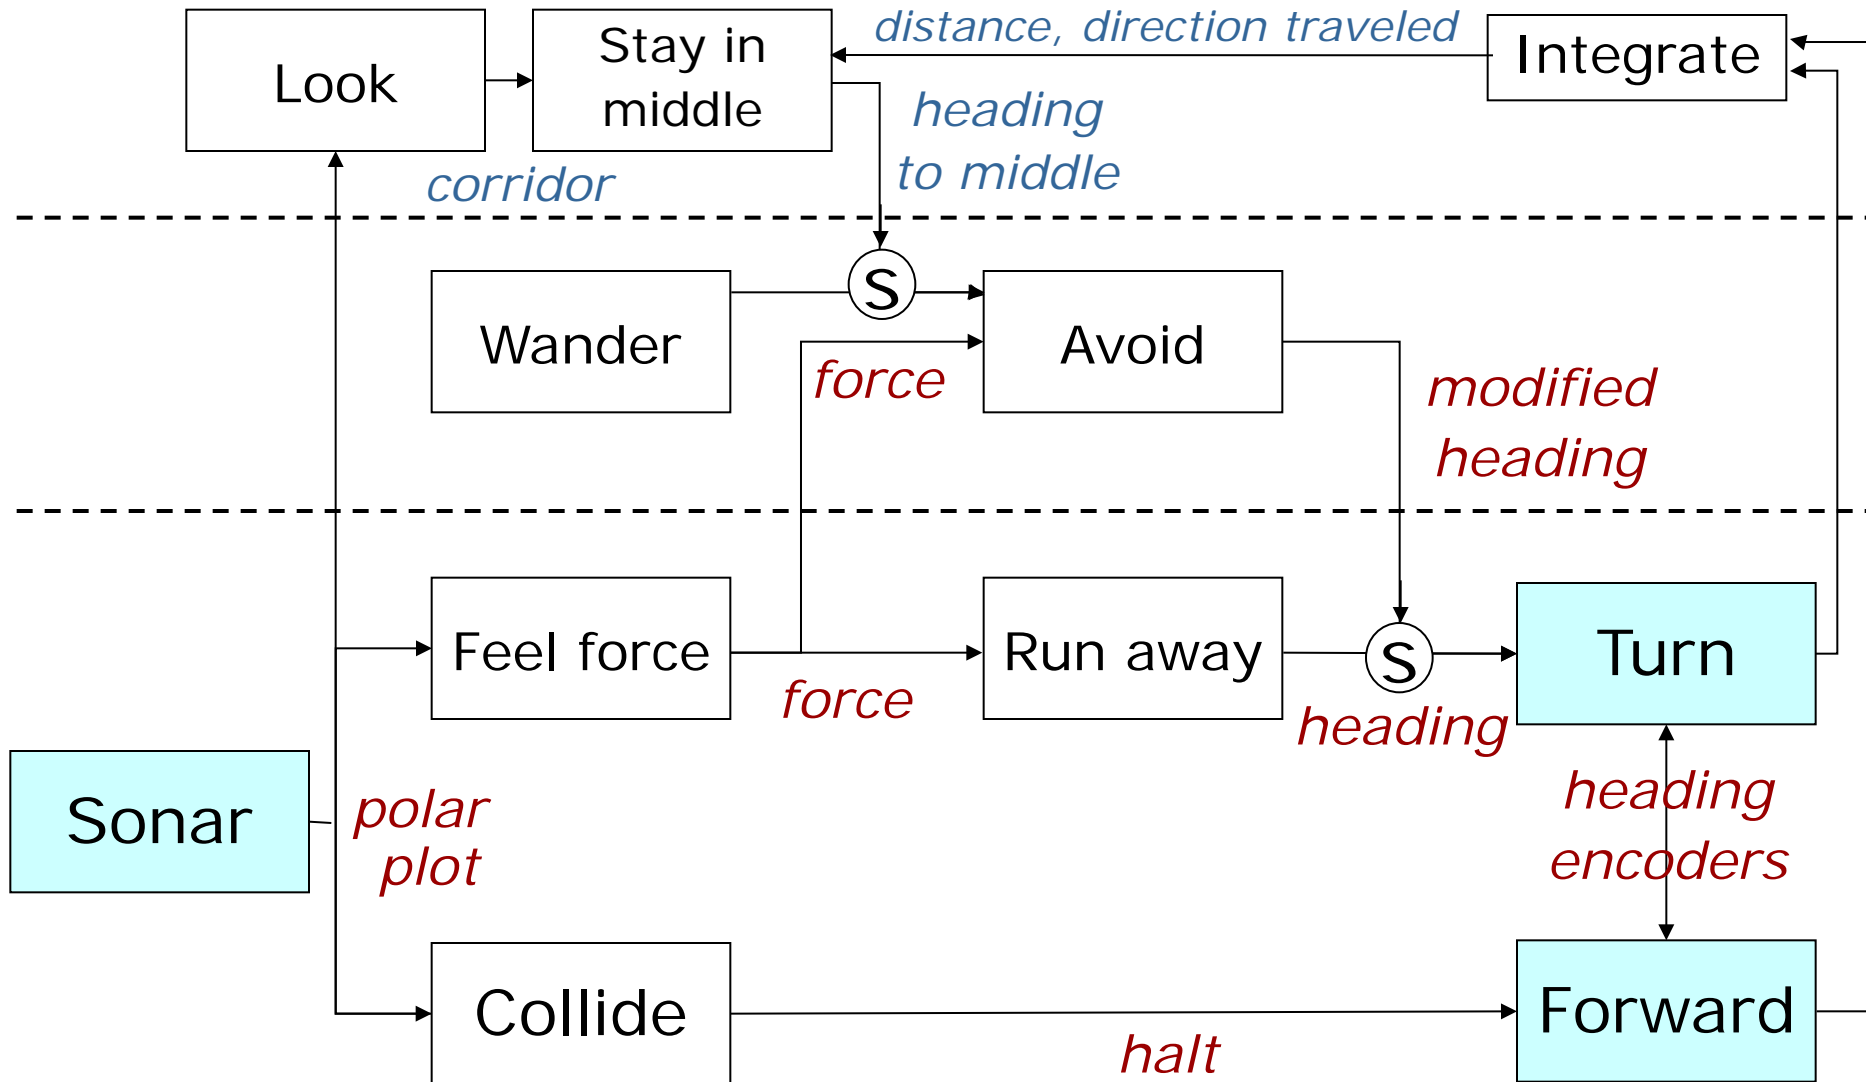 Look
Stay in
middle
distance, direction traveled
Integrate
heading
to middle
corridor
S
Wander
Avoid
force
modified
heading
Feel force
Run away
S
Turn
force
heading
Sonar
polar
plot
heading
encoders
Collide
Forward
halt